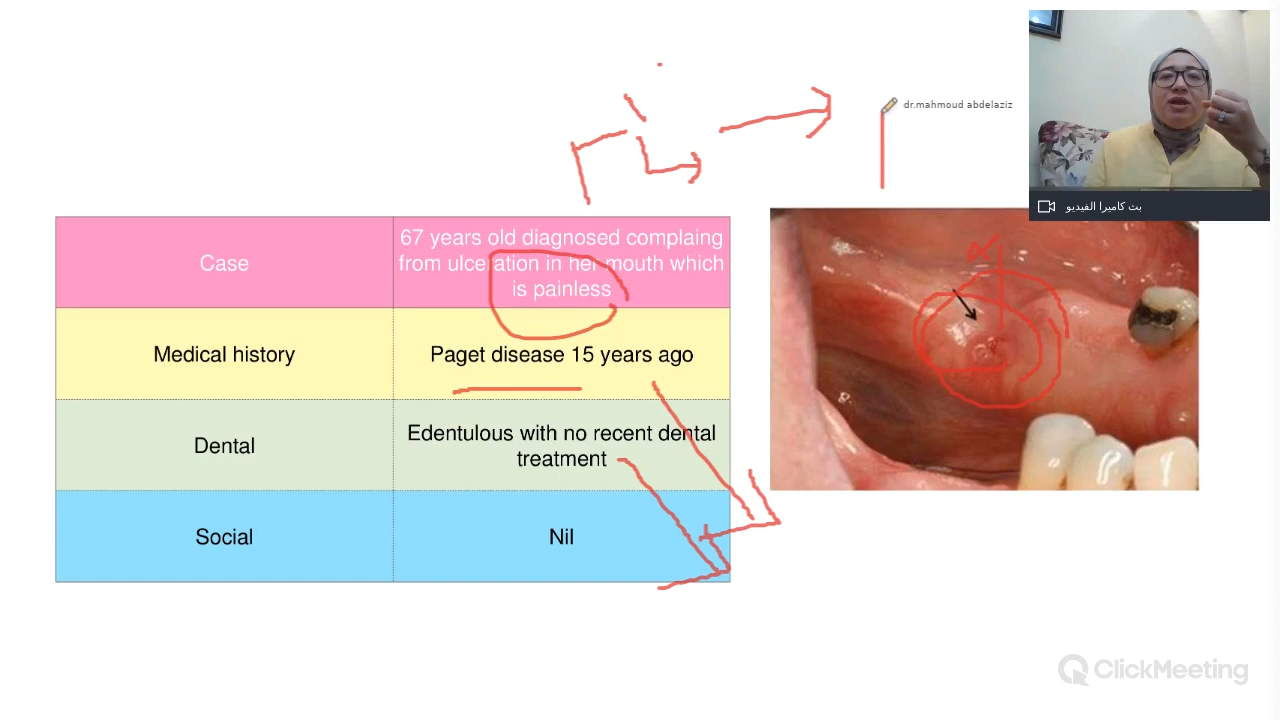 dr.mahmoud abdelaziz
بث كاميرا الفيديو
Case
67 years old diagnosed complaing
from ulceration in her mouth which
is painless
Medical history
Paget disease 15 years ago
Dental
Edentulous with no recent dental
treatment
Social
Nil
ClickMeeting